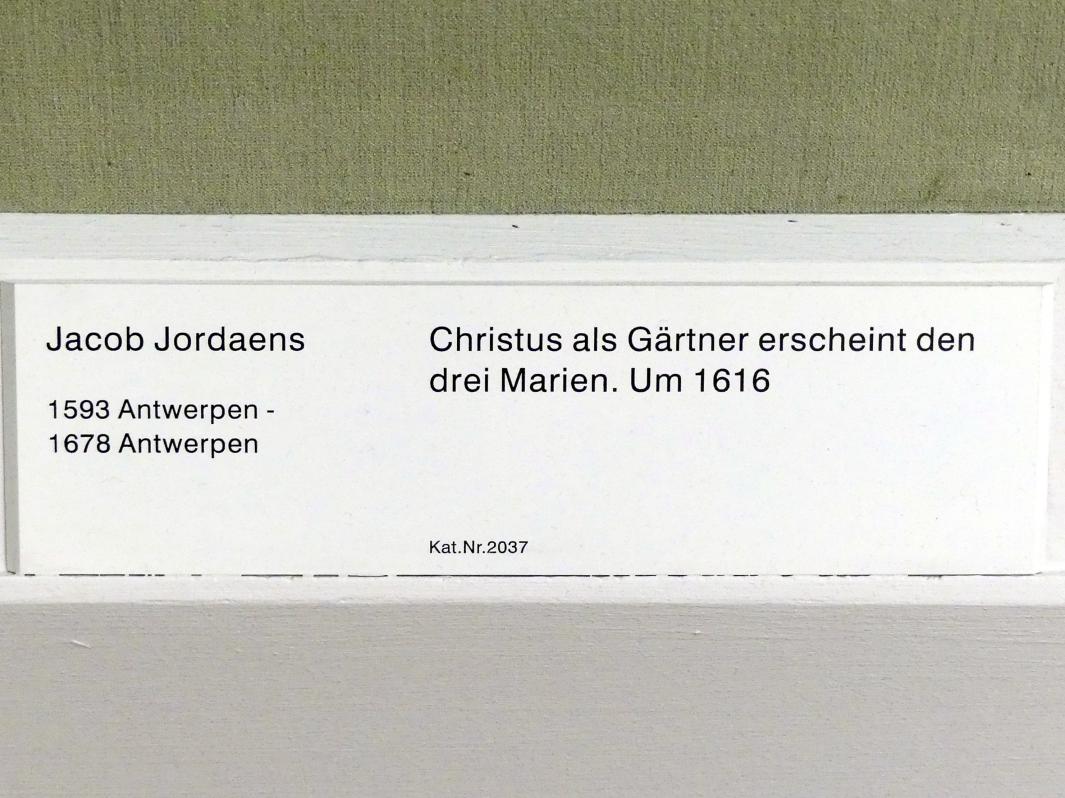 Jacob Jordaens
1593 Antwerpen -
1678 Antwerpen
Christus als Gärtner erscheint den
drei Marien. Um 1616
Kat.Nr.2037